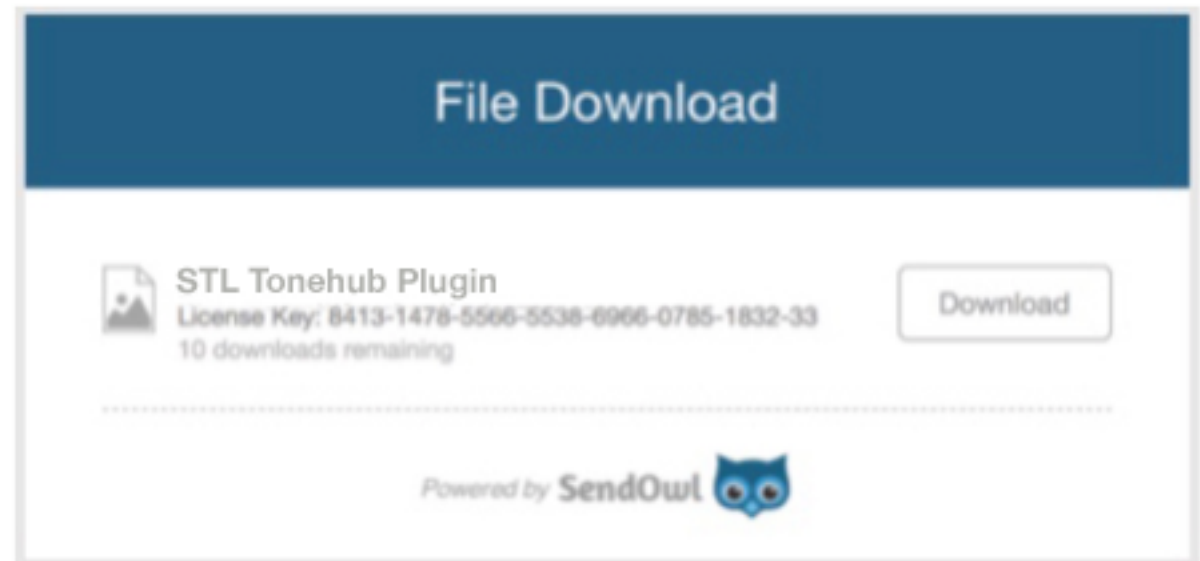 File Download
STL Tonehub Plugin
License Key: 8413-1478-5566-5538-6966-0785-1832-33
Download
10 downloads remaining
Powered by SendOwl